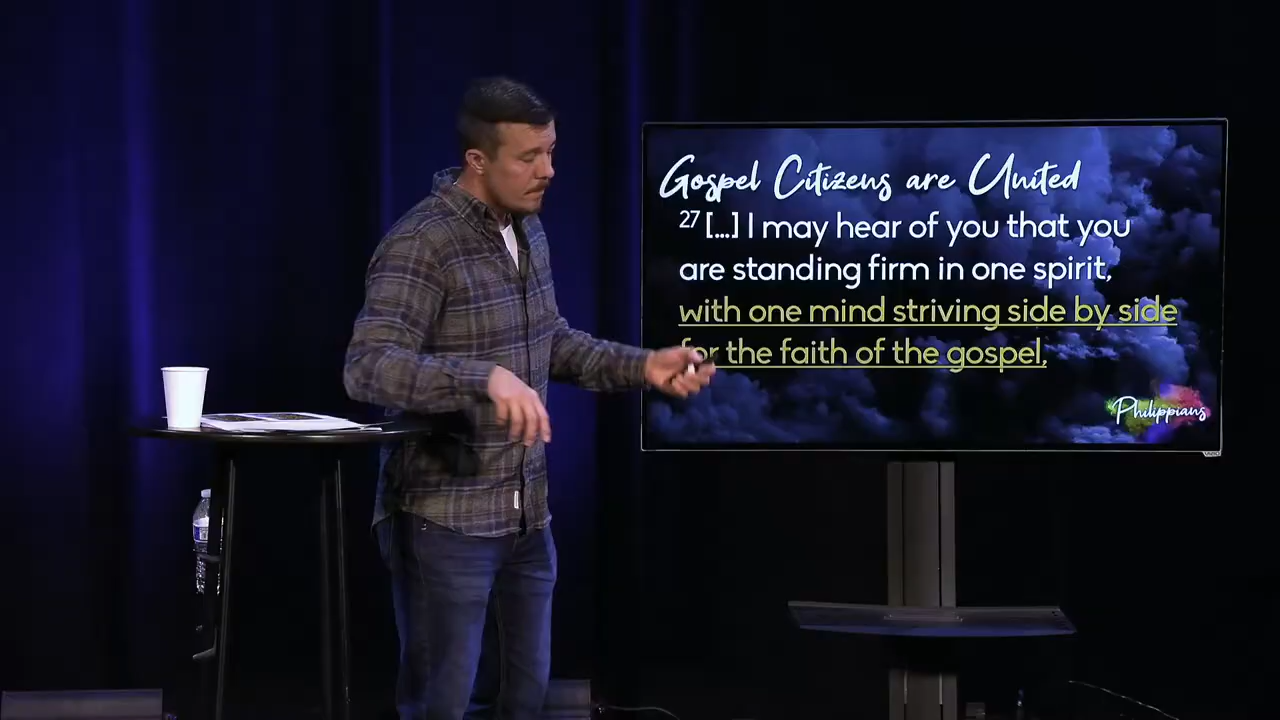 Gospel Citizens are United
27 [...] I may hear of you that you
are standing firm in one spirit,
with one mind striving side by side
for the faith of the gospel,
Philippians